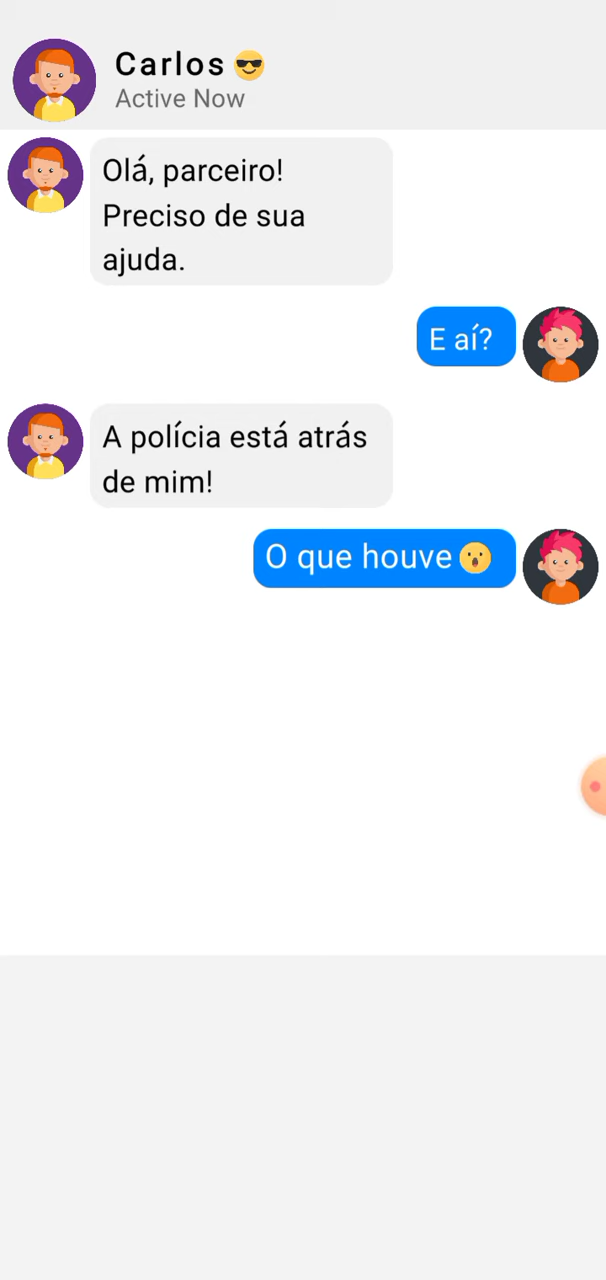 Carlos 😎
Active Now
Olá, parceiro!
Preciso de sua
ajuda.
E aí?
A polícia está atrás
de mim!
O que houve 😮